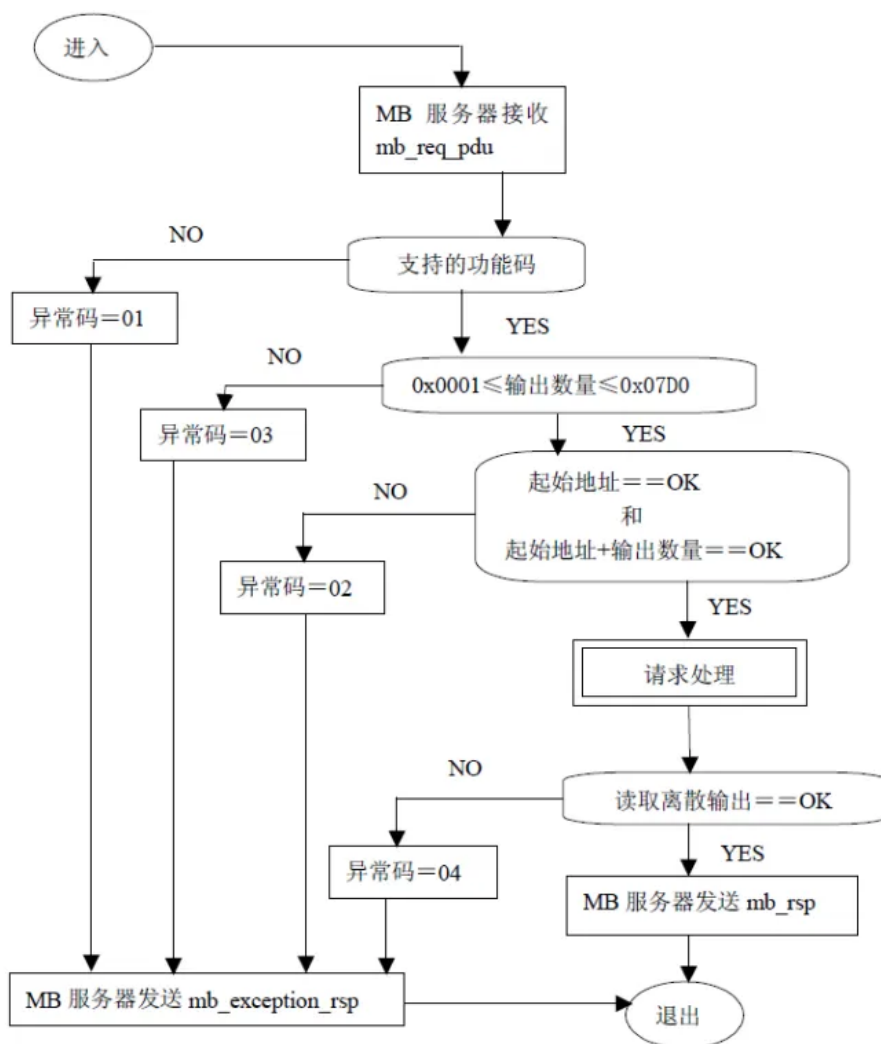 进入
MB 服务器接收
mb_req_pdu
NO
支持的功能码
异常码＝01
YES
NO
0x0001≤输出数量≤0x07D0
异常码＝03
YES
起始地址＝＝OK
NO
和
起始地址+输出数量＝＝OK
异常码＝02
YES
请求处理
NO
读取离散输出＝＝OK
YES
异常码＝04
MB 服务器发送 mb_rsp
MB 服务器发送 mb_exception_rsp
退出